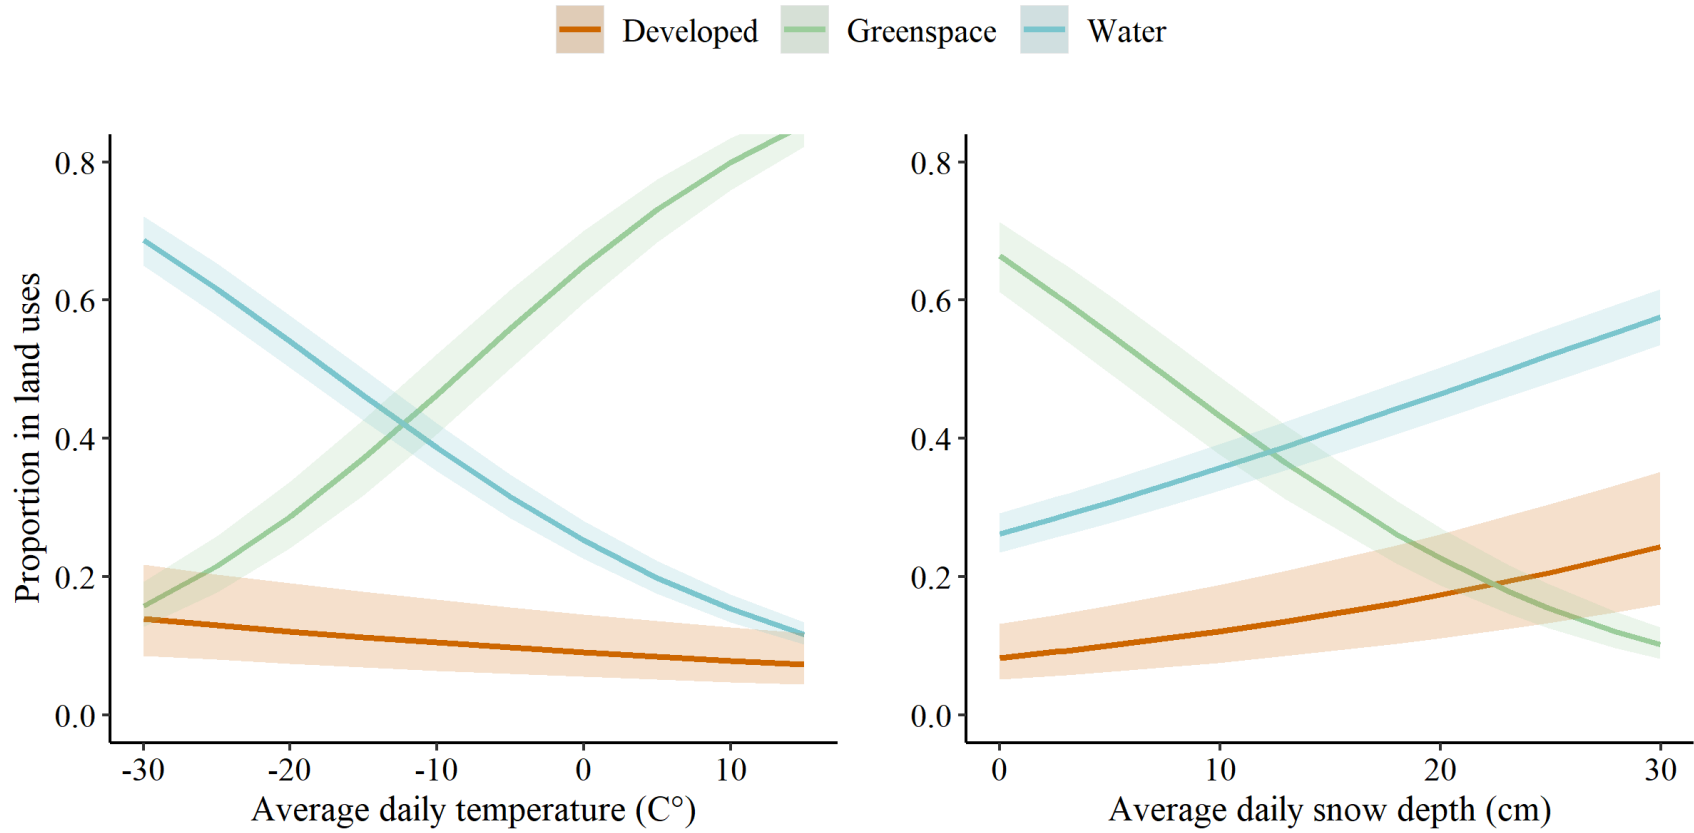 Developed Greenspace Water
Proportion in land uses
0.8
0.6
0.4
0.2
0.0
-30 -20 -10 0 10
Average daily temperature (C°)
0.8
0.6
0.4
0.2
0.0
0 10 20 30
Average daily snow depth (cm)